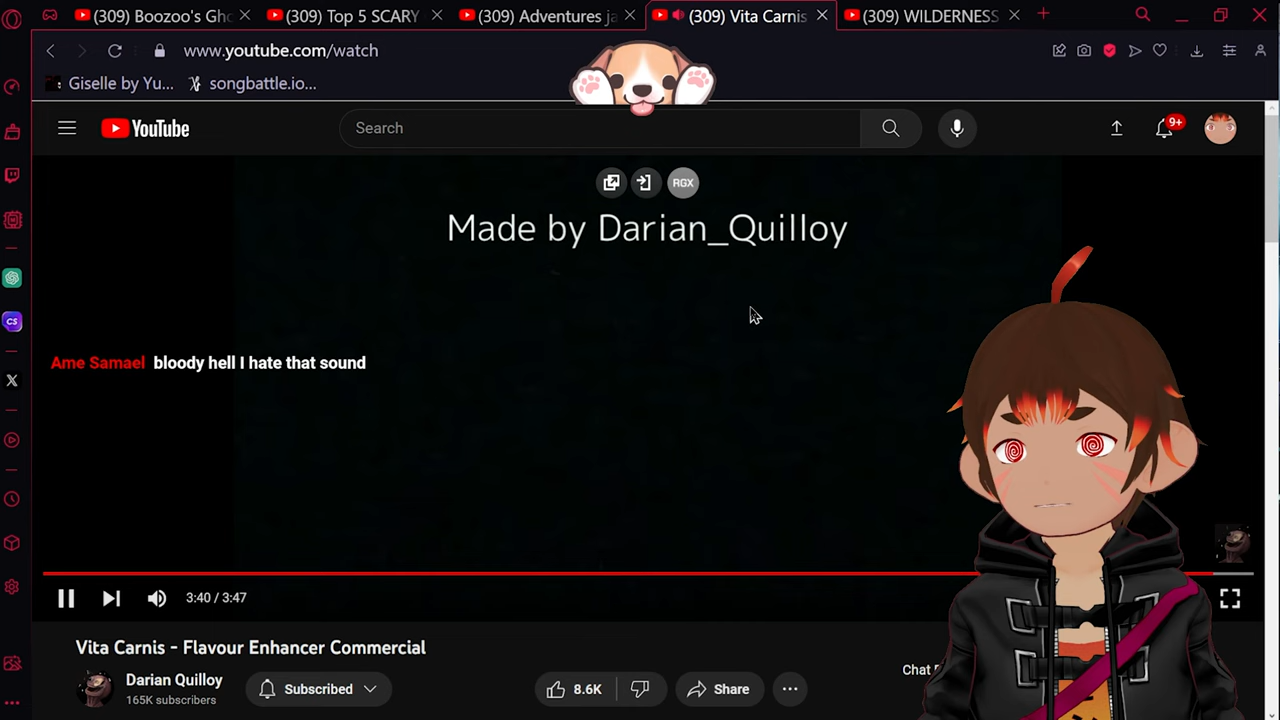 (309) Boozoo's Gho
(309) Top 5 SCARY
(309) Adventures ja
(309) Vita Carnis
(309) WILDERNESS
www.youtube.com/watch
Giselle by Yu...
songbattle.io...
YouTube
Search
9+
RGX
Made by Darian_Quilloy
Ame Samael bloody hell I hate that sound
CS
X
3:40 / 3:47
Vita Carnis - Flavour Enhancer Commercial
Darian Quilloy
165K subscribers
Subscribed
8.6K
Share
Chat